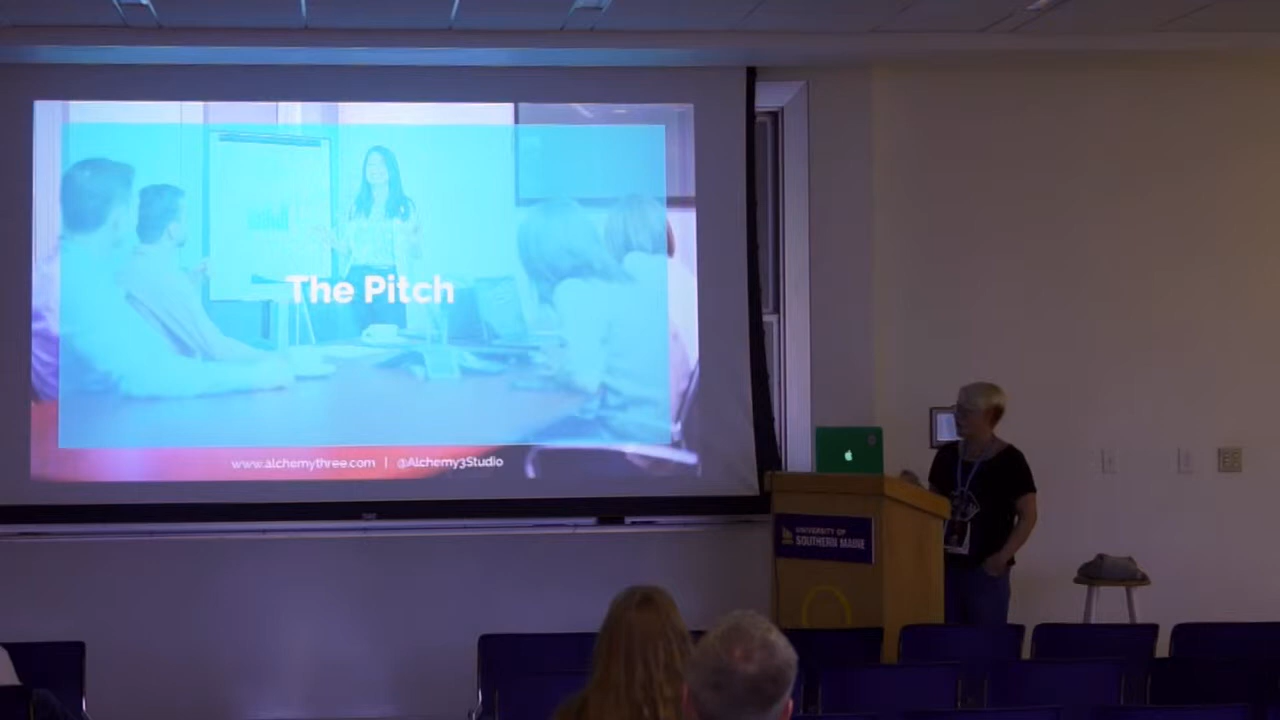 The Pitch
www.alchemythree.com | @Alchemy3Studio
UNIVERSITY OF
SOUTHERN MAINE